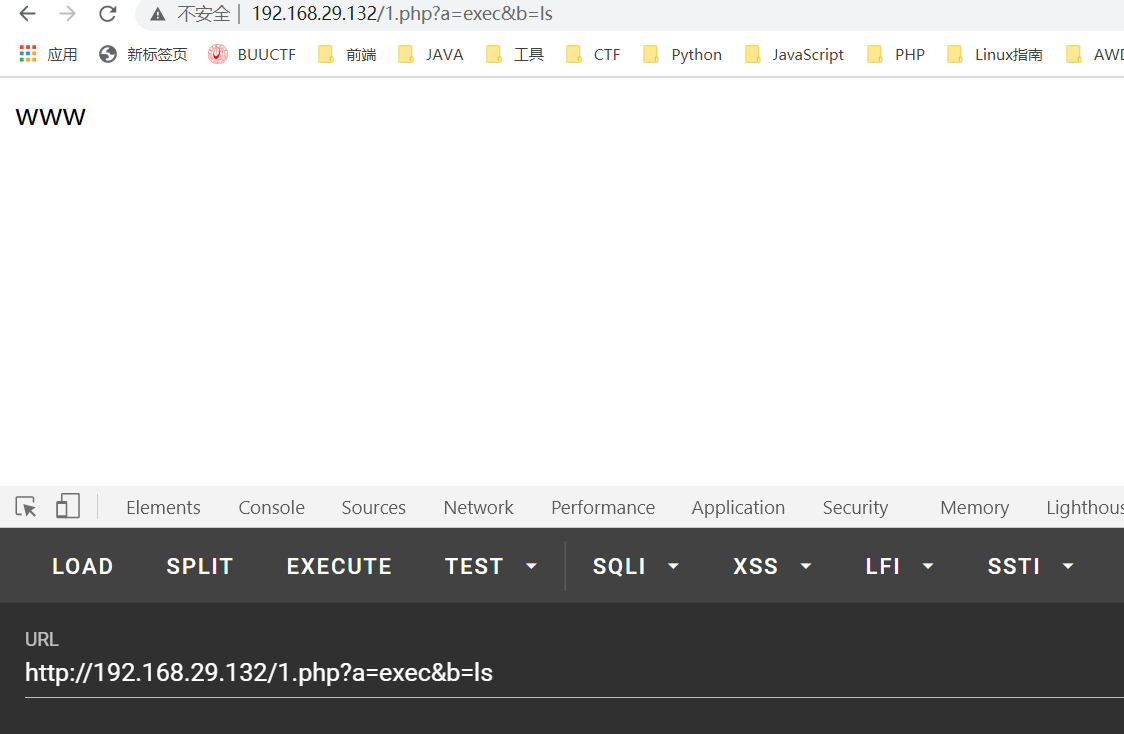 不安全 | 192.168.29.132/1.php?a=exec&b=ls
应用 新标签页 BUUCTF 前端 JAVA 工具 CTF Python JavaScript PHP Linux指南 AWD
www
Elements Console Sources Network Performance Application Security Memory Lighthous
LOAD SPLIT EXECUTE TEST SQLI XSS LFI SSTI
URL
http://192.168.29.132/1.php?a=exec&b=ls